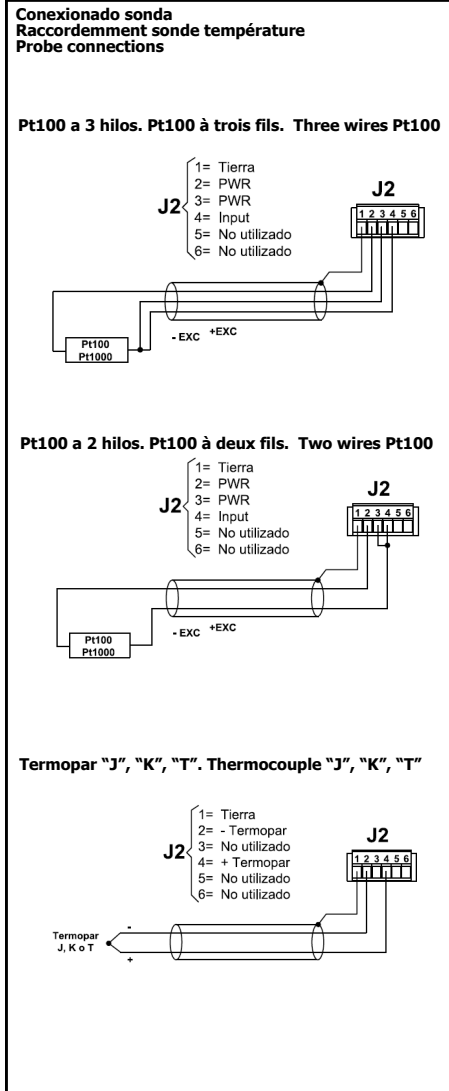 Conexionado sonda
Raccordemment sonde température
Probe connections
Pt100 a 3 hilos. Pt100 à trois fils. Three wires Pt100
J2
1= Tierra
2= PWR
3= PWR
4= Input
5= No utilizado
6= No utilizado
J2
1 2 3 4 5 6
- EXC +EXC
Pt100
Pt1000
Pt100 a 2 hilos. Pt100 à deux fils. Two wires Pt100
J2
1= Tierra
2= PWR
3= PWR
4= Input
5= No utilizado
6= No utilizado
J2
1 2 3 4 5 6
- EXC +EXC
Pt100
Pt1000
Termopar “J”, “K”, “T”. Thermocouple “J”, “K”, “T”
J2
1= Tierra
2= - Termopar
3= No utilizado
4= + Termopar
5= No utilizado
6= No utilizado
J2
1 2 3 4 5 6
Termopar
J, K o T
-
+